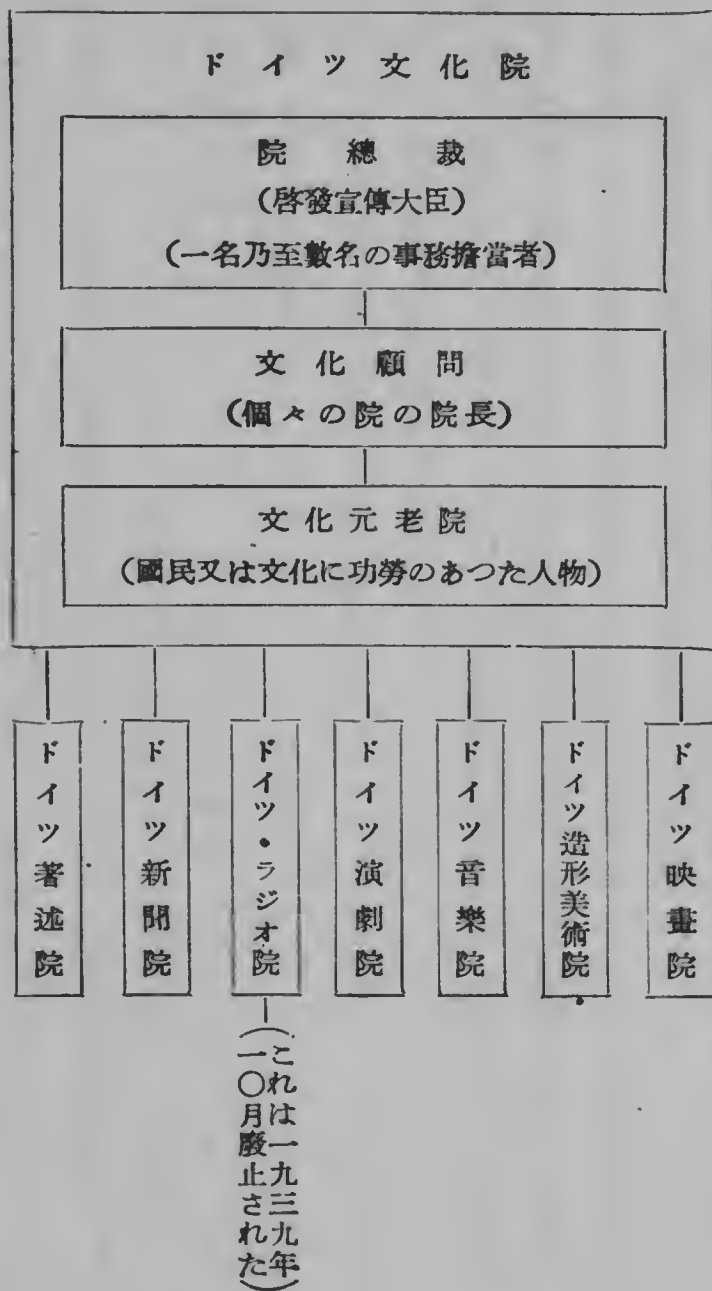 ドイツ文化院
院總裁
(啓發宣傳大臣)
(一名乃至數名の事務擔當者)
文化顧問
(個々の院の院長)
文化元老院
(國民又は文化に功勞のあつた人物)
ドイツ映畫院
ドイツ造形美術院
ドイツ音樂院
ドイツ演劇院
ドイツ・ラジオ院
(これは一九三九年
一〇月廢止された)
ドイツ新聞院
ドイツ著述院